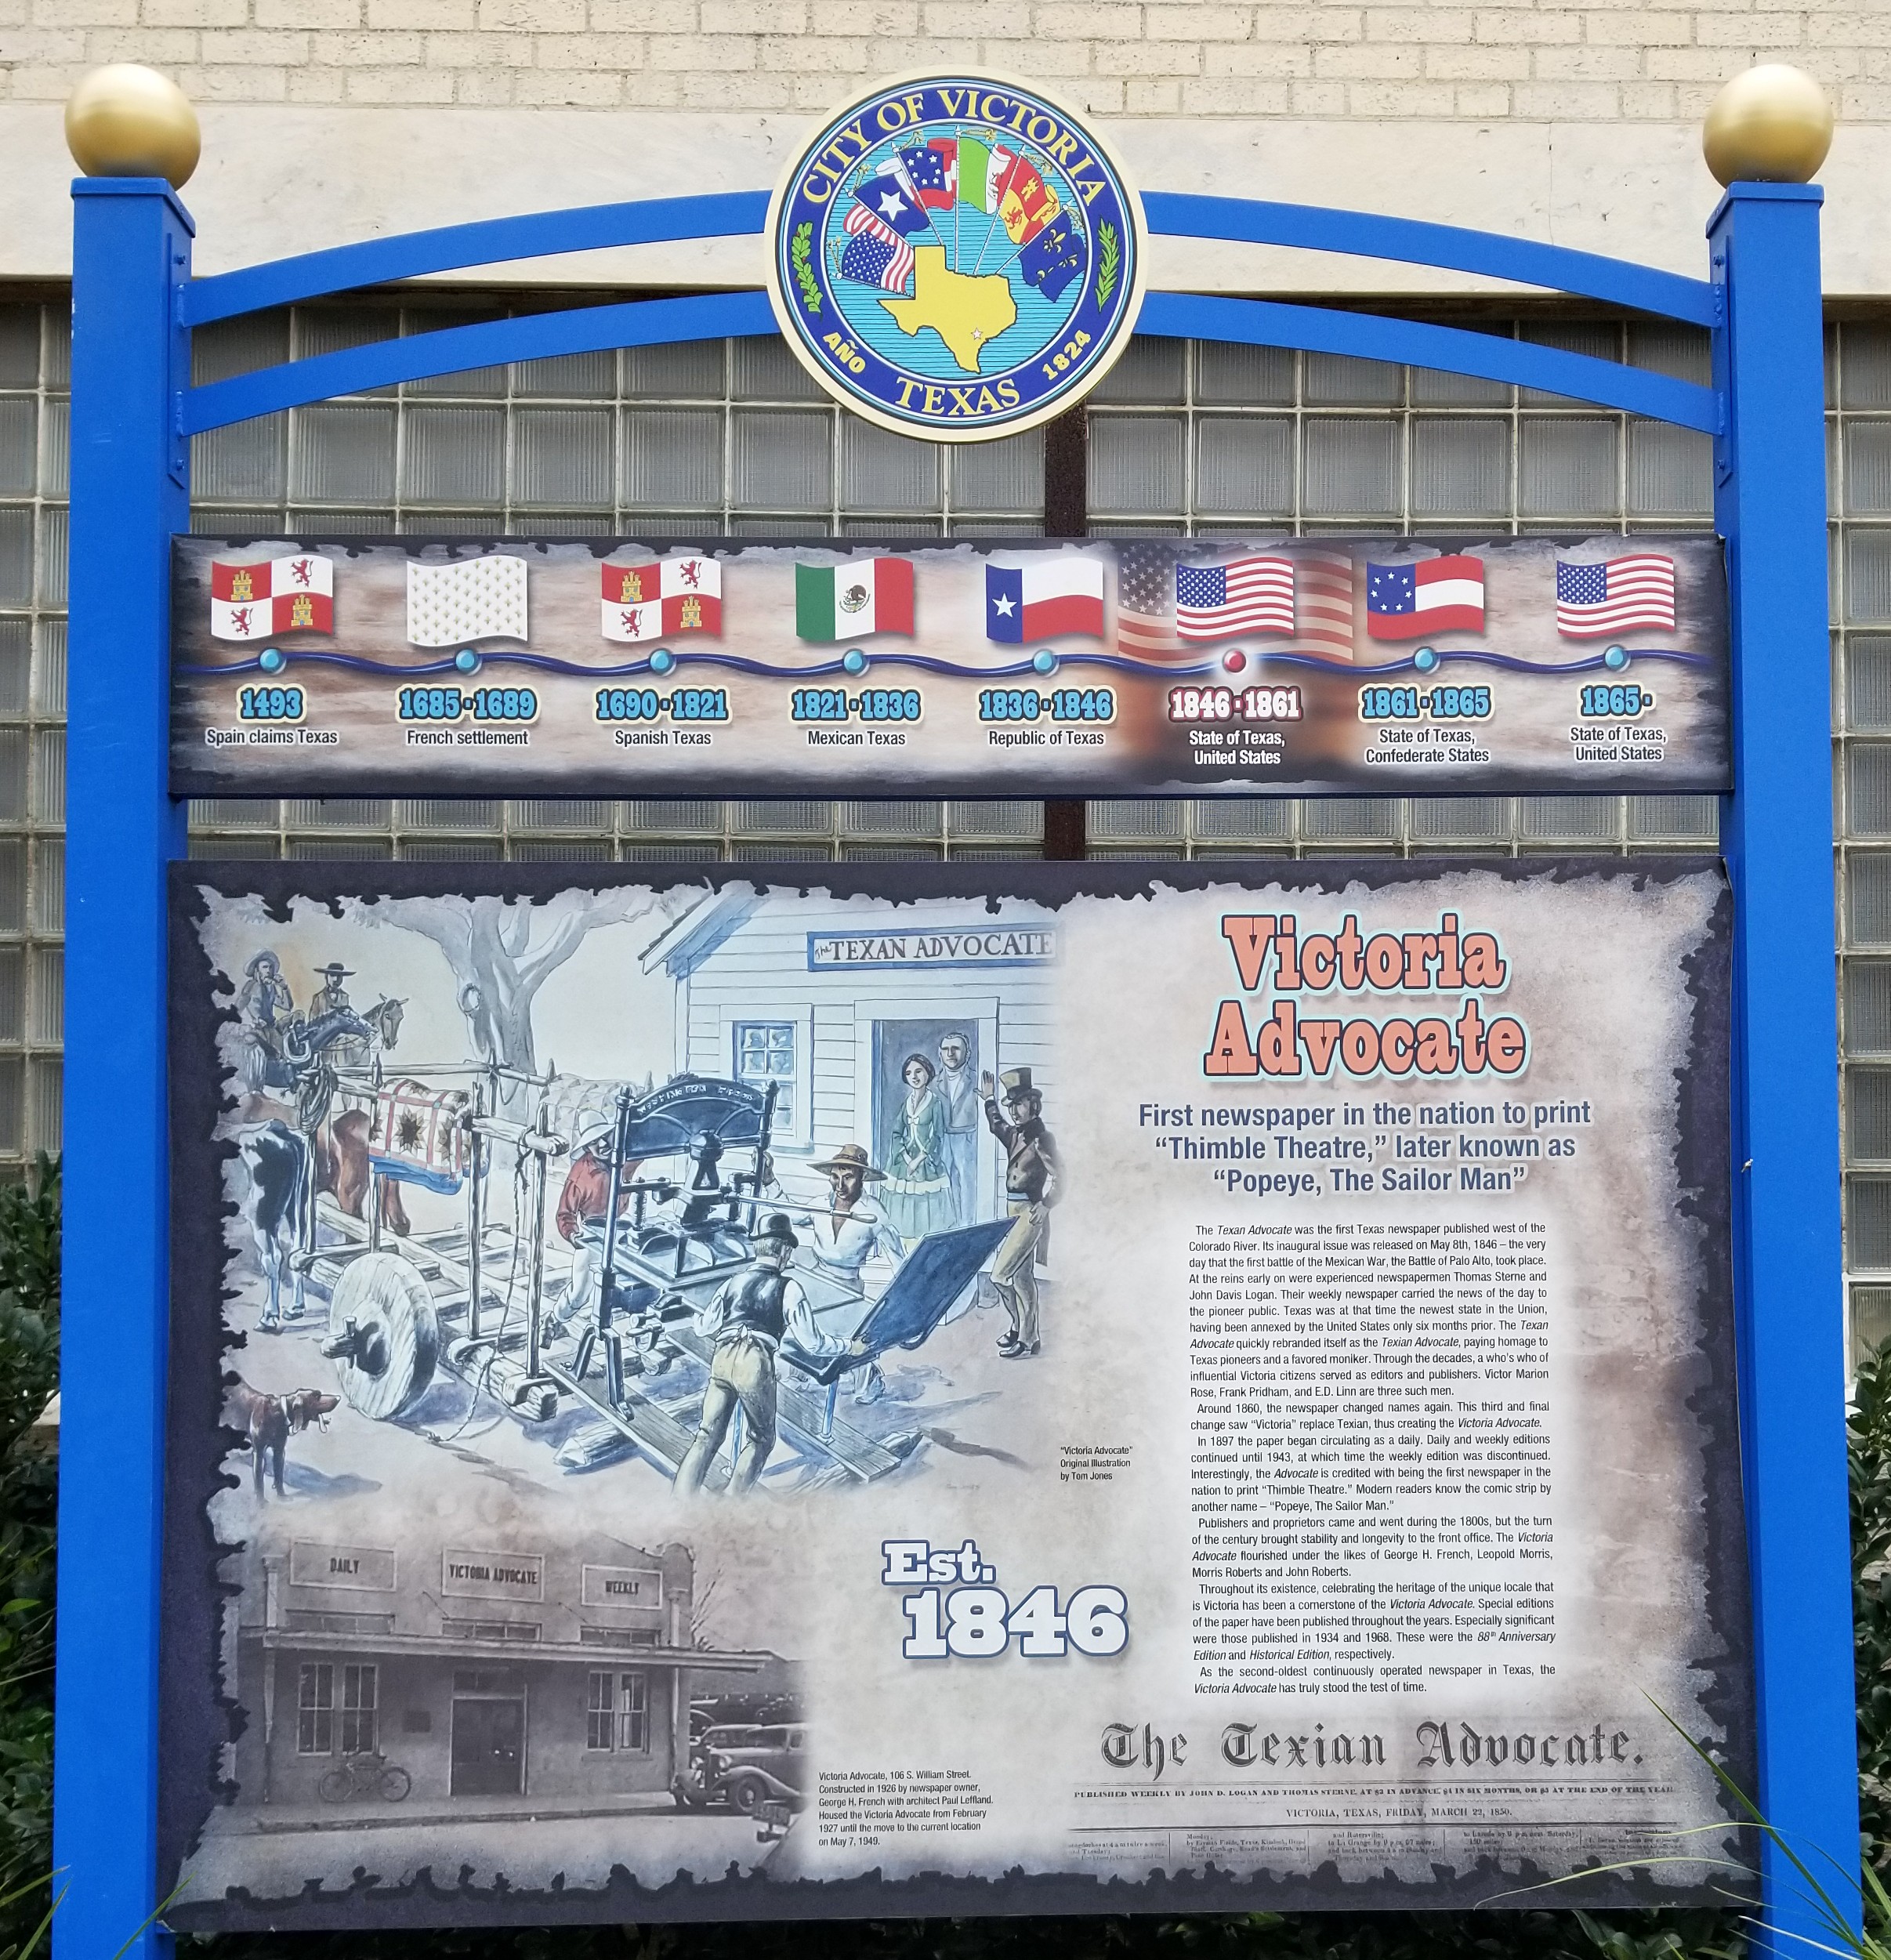 CITY OF VICTORIA
AÑO
1824
TEXAS
1493
Spain claims Texas
1685·1689
French settlement
1690·1821
Spanish Texas
1821·1836
Mexican Texas
1836·1846
Republic of Texas
1846·1861
State of Texas,
United States
1861·1865
State of Texas,
Confederate States
1865·
State of Texas,
United States
The TEXAN ADVOCATE
Victoria
Advocate
First newspaper in the nation to print
“Thimble Theatre,” later known as
“Popeye, The Sailor Man”
The Texan Advocate was the first Texas newspaper published west of the
Colorado River. Its inaugural issue was released on May 8th, 1846 – the very
day that the first battle of the Mexican War, the Battle of Palo Alto, took place.
At the reins early on were experienced newspapermen Thomas Sterne and
John Davis Logan. Their weekly newspaper carried the news of the day to
the pioneer public. Texas was at that time the newest state in the Union,
having been annexed by the United States only six months prior. The Texan
Advocate quickly rebranded itself as the Texian Advocate, paying homage to
Texas pioneers and a favored moniker. Through the decades, a who's who of
influential Victoria citizens served as editors and publishers. Victor Marion
Rose, Frank Pridham, and E.D. Linn are three such men.
Around 1860, the newspaper changed names again. This third and final
change saw “Victoria” replace Texian, thus creating the Victoria Advocate.
In 1897 the paper began circulating as a daily. Daily and weekly editions
continued until 1943, at which time the weekly edition was discontinued.
Interestingly, the Advocate is credited with being the first newspaper in the
nation to print “Thimble Theatre.” Modern readers know the comic strip by
another name – “Popeye, The Sailor Man.”
Publishers and proprietors came and went during the 1800s, but the turn
of the century brought stability and longevity to the front office. The Victoria
Advocate flourished under the likes of George H. French, Leopold Morris,
Morris Roberts and John Roberts.
Throughout its existence, celebrating the heritage of the unique locale that
is Victoria has been a cornerstone of the Victoria Advocate. Special editions
of the paper have been published throughout the years. Especially significant
were those published in 1934 and 1968. These were the 88th Anniversary
Edition and Historical Edition, respectively.
As the second-oldest continuously operated newspaper in Texas, the
Victoria Advocate has truly stood the test of time.
"Victoria Advocate"
Original Illustration
by Tom Jones
Est.
1846
DAILY
VICTORIA ADVOCATE
WEEKLY
Victoria Advocate, 106 S. William Street.
Constructed in 1926 by newspaper owner,
George H. French with architect Paul Leffland.
Housed the Victoria Advocate from February
1927 until the move to the current location
on May 7, 1949.
The Texian Advocate.
PUBLISHED WEEKLY BY JOHN D. LOGAN AND THOMAS STERNE, AT $3 IN ADVANCE, $4 IN SIX MONTHS, OR $5 AT THE END OF THE YEAR.
VICTORIA, TEXAS, FRIDAY, MARCH 22, 1850.